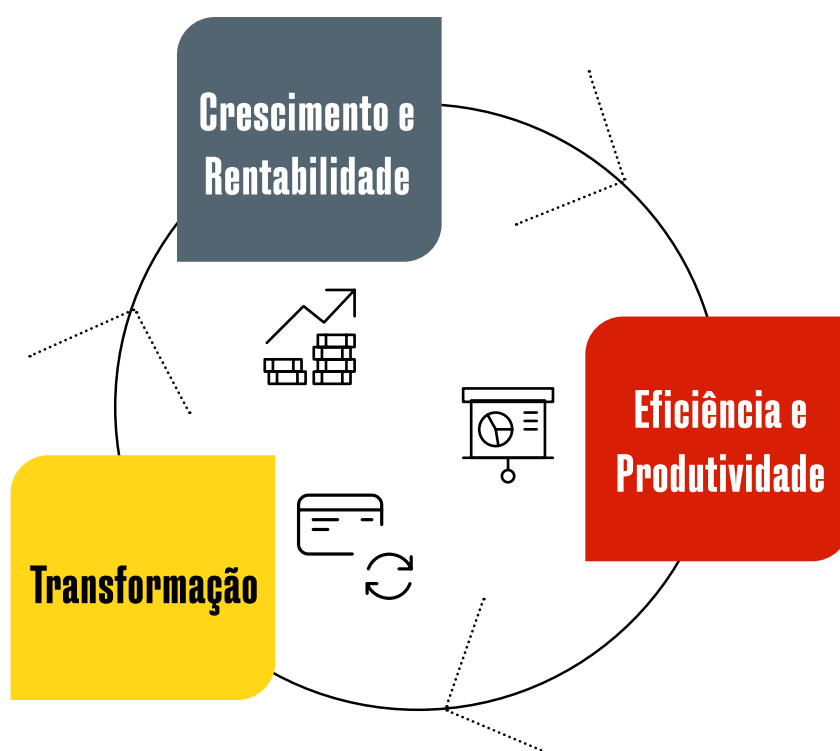 Crescimento e
Rentabilidade
Eficiência e
Produtividade
Transformação